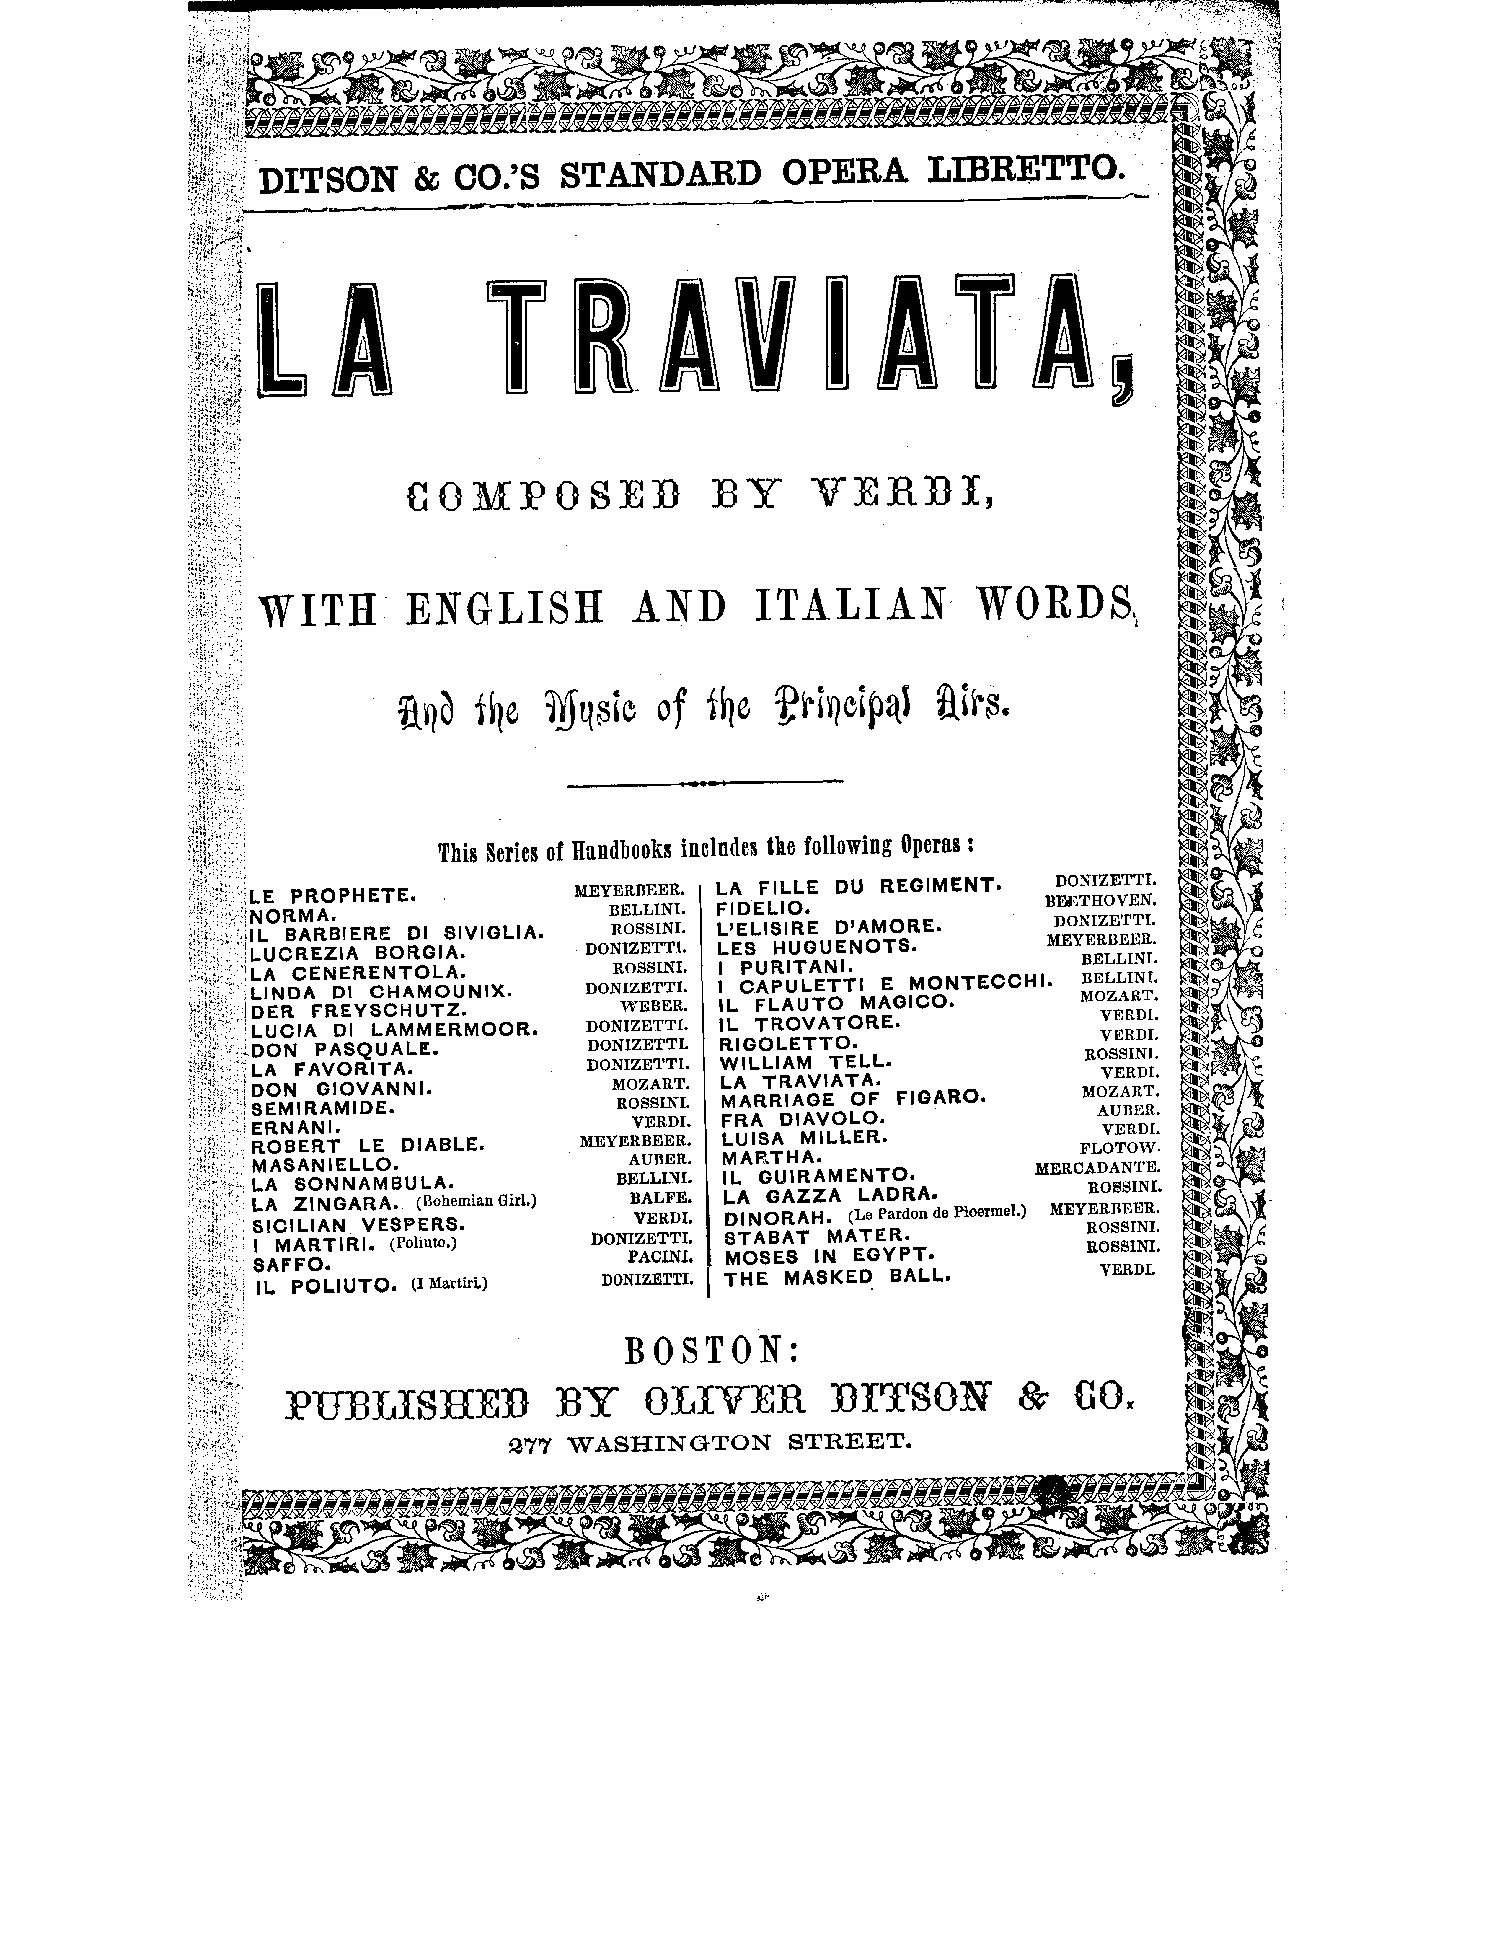 DITSON & CO.'S STANDARD OPERA LIBRETTO.
LA TRAVIATA,
COMPOSED BY VERDI,
WITH ENGLISH AND ITALIAN WORDS,
And the Music of the Principal Airs.
This Series of Handbooks includes the following Operas:
LE PROPHETE. MEYERBEER.
NORMA. BELLINI.
IL BARBIERE DI SIVIGLIA. ROSSINI.
LUCREZIA BORGIA. DONIZETTI.
LA CENERENTOLA. ROSSINI.
LINDA DI CHAMOUNIX. DONIZETTI.
DER FREYSCHUTZ. WEBER.
LUCIA DI LAMMERMOOR. DONIZETTI.
DON PASQUALE. DONIZETTI.
LA FAVORITA. DONIZETTI.
DON GIOVANNI. MOZART.
SEMIRAMIDE. ROSSINI.
ERNANI. VERDI.
ROBERT LE DIABLE. MEYERBEER.
MASANIELLO. AUBER.
LA SONNAMBULA. BELLINI.
LA ZINGARA. (Bohemian Girl.) BALFE.
SICILIAN VESPERS. VERDI.
I MARTIRI. (Poliuto.) DONIZETTI.
SAFFO. PACINI.
IL POLIUTO. (I Martiri.) DONIZETTI.
LA FILLE DU REGIMENT. DONIZETTI.
FIDELIO. BEETHOVEN.
L'ELISIRE D'AMORE. DONIZETTI.
LES HUGUENOTS. MEYERBEER.
I PURITANI. BELLINI.
I CAPULETTI E MONTECCHI. BELLINI.
IL FLAUTO MAGICO. MOZART.
IL TROVATORE. VERDI.
RIGOLETTO. VERDI.
WILLIAM TELL. ROSSINI.
LA TRAVIATA. VERDI.
MARRIAGE OF FIGARO. MOZART.
FRA DIAVOLO. AUBER.
LUISA MILLER. VERDI.
MARTHA. FLOTOW.
IL GUIRAMENTO. MERCADANTE.
LA GAZZA LADRA. ROSSINI.
DINORAH. (Le Pardon de Ploermel.) MEYERBEER.
STABAT MATER. ROSSINI.
MOSES IN EGYPT. ROSSINI.
THE MASKED BALL. VERDI.
BOSTON:
PUBLISHED BY OLIVER DITSON & CO.
277 WASHINGTON STREET.